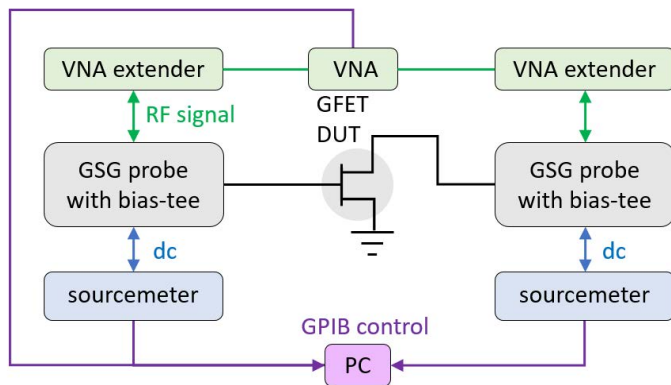 VNA extender
VNA
VNA extender
RF signal
GFET
DUT
GSG probe
with bias-tee
GSG probe
with bias-tee
dc
dc
sourcemeter
sourcemeter
GPIB control
PC